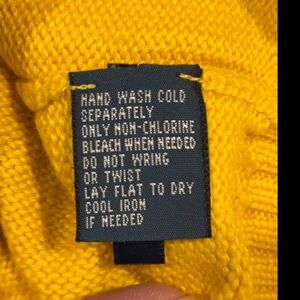 HAND WASH COLD
SEPARATELY
ONLY NON-CHLORINE
BLEACH WHEN NEEDED
DO NOT WRING
OR TWIST
LAY FLAT TO DRY
COOL IRON
IF NEEDED